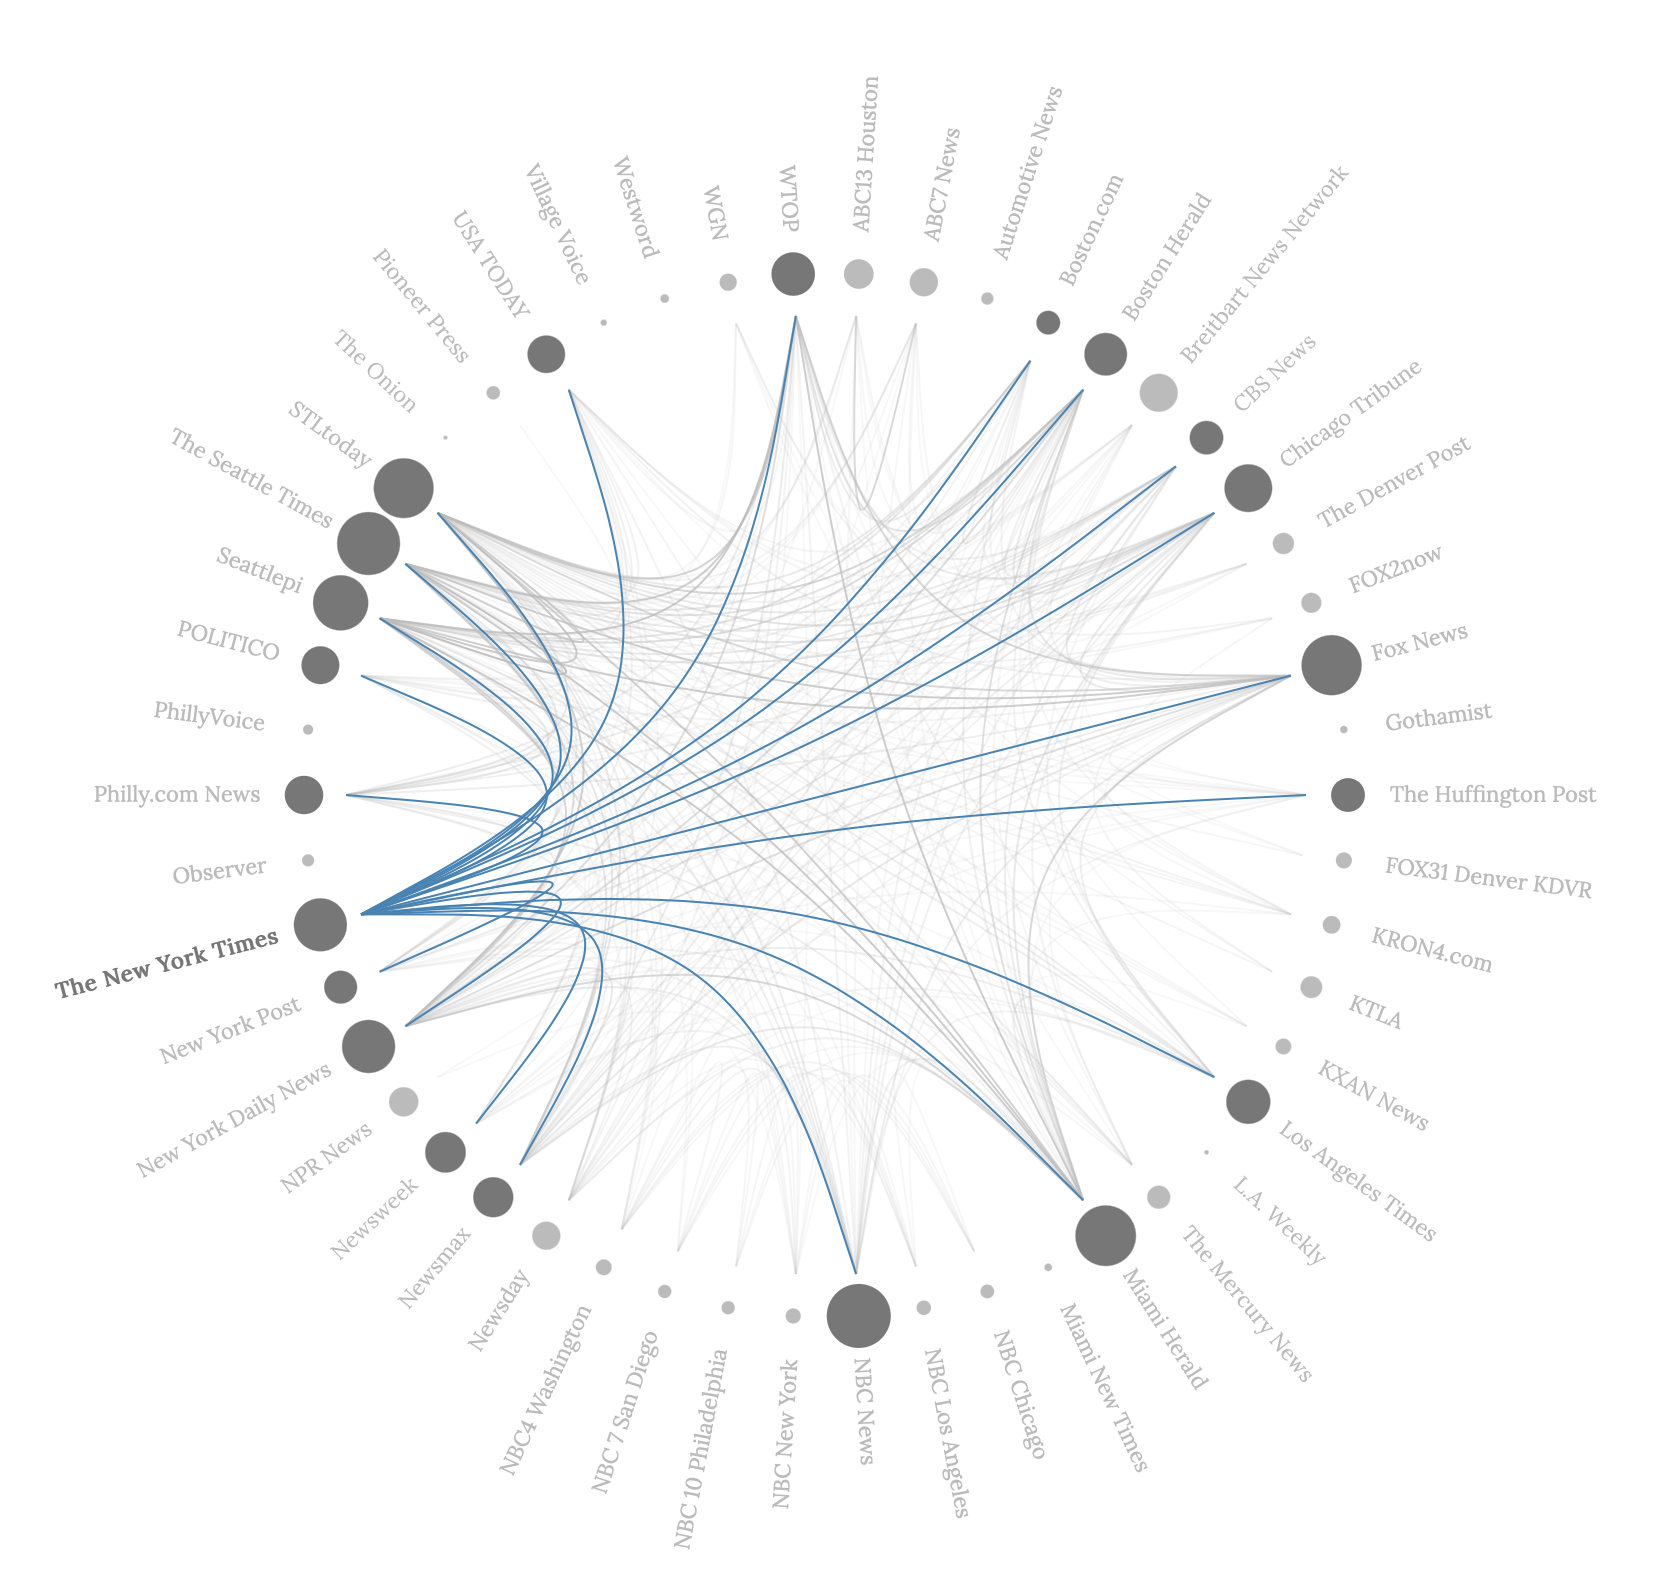 WTOP
ABC13 Houston
ABC7 News
Automotive News
Boston.com
Boston Herald
Breitbart News Network
CBS News
Chicago Tribune
The Denver Post
FOX2now
Fox News
Gothamist
The Huffington Post
FOX31 Denver KDVR
KRON4.com
KTLA
KXAN News
Los Angeles Times
L.A. Weekly
The Mercury News
Miami Herald
Miami New Times
NBC Chicago
NBC Los Angeles
NBC News
NBC New York
NBC 10 Philadelphia
NBC 7 San Diego
NBC4 Washington
Newsday
Newsmax
Newsweek
NPR News
New York Daily News
New York Post
The New York Times
Observer
Philly.com News
PhillyVoice
POLITICO
Seattlepi
The Seattle Times
STLtoday
The Onion
Pioneer Press
USA TODAY
Village Voice
Westword
WGN